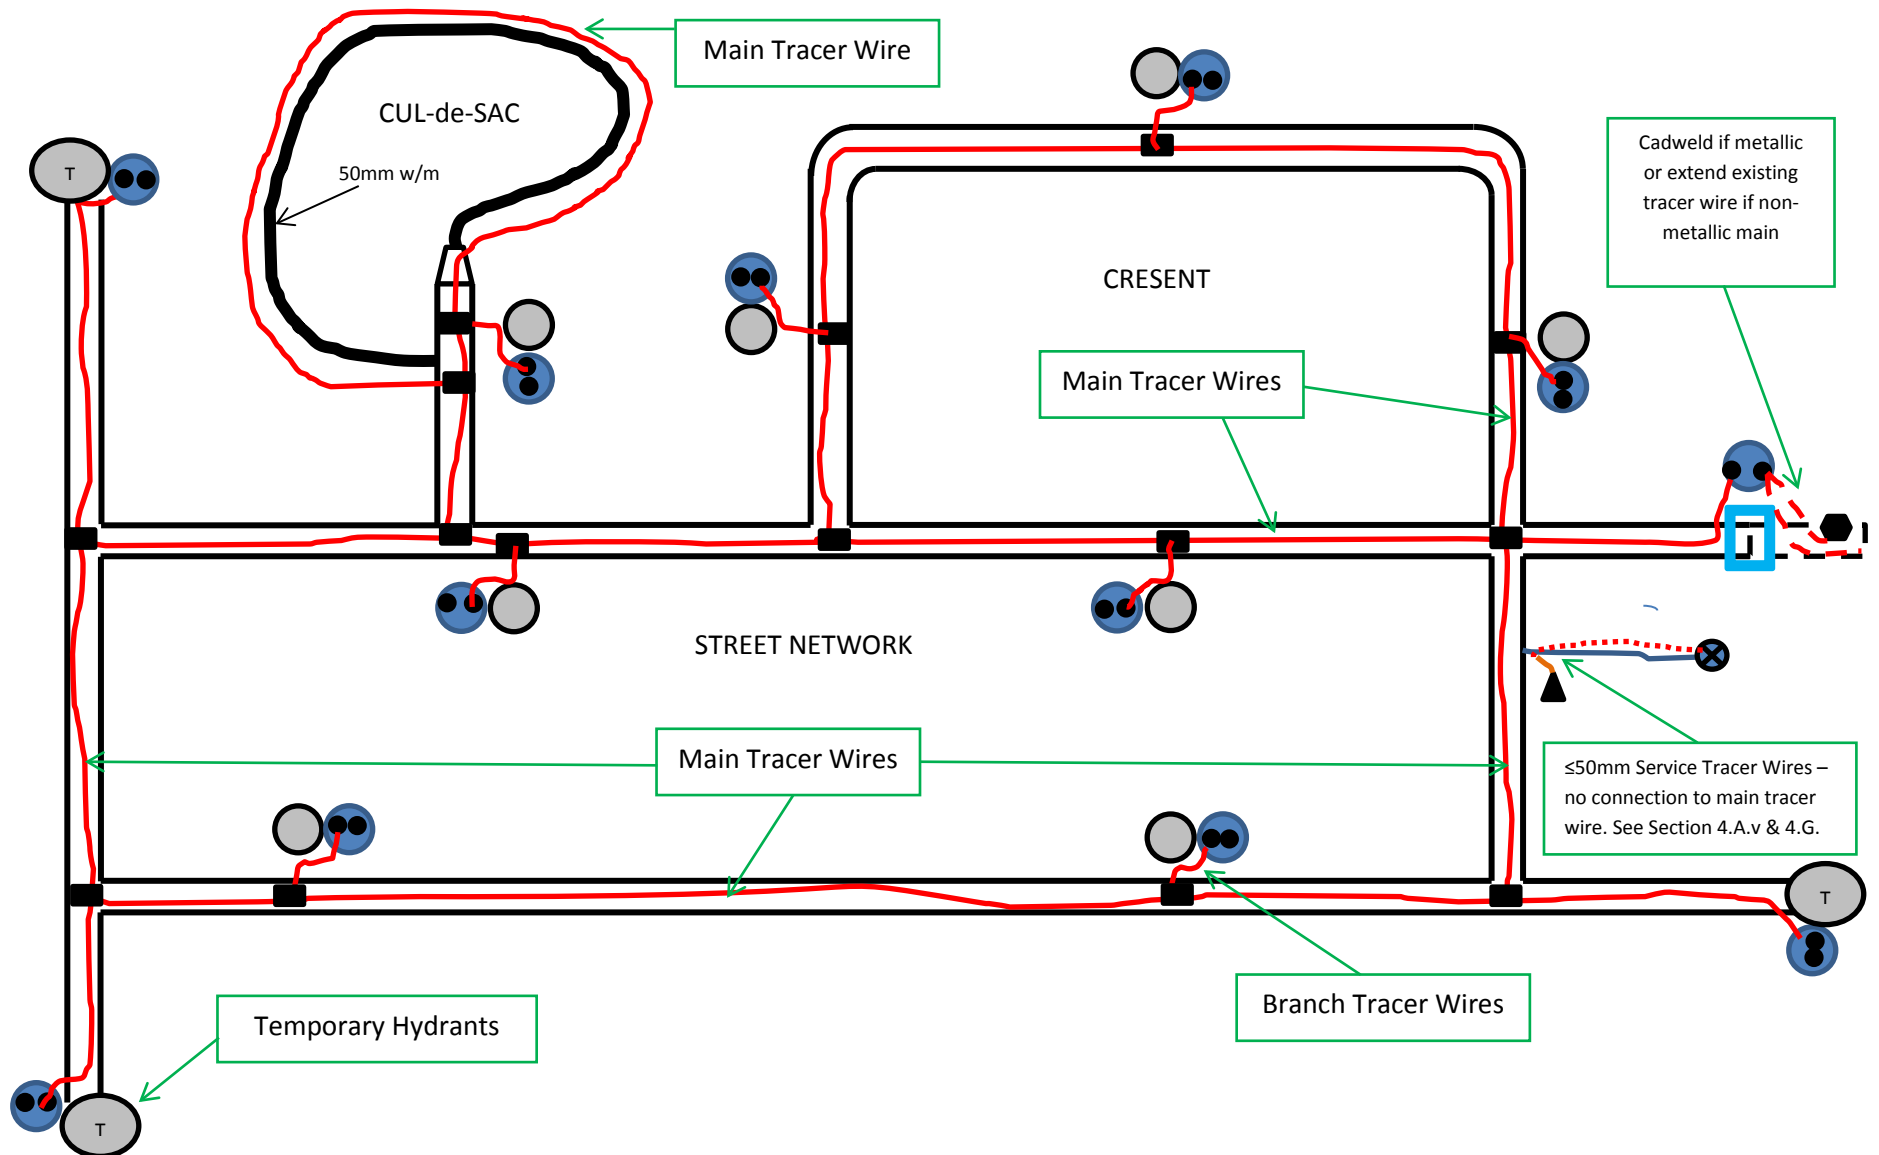 Main Tracer Wire
CUL-de-SAC
50mm w/m
T
Cadweld if metallic
or extend existing
tracer wire if non-
metallic main
CRESENT
Main Tracer Wires
STREET NETWORK
Main Tracer Wires
≤50mm Service Tracer Wires –
no connection to main tracer
wire. See Section 4.A.v & 4.G.
T
Branch Tracer Wires
Temporary Hydrants
T